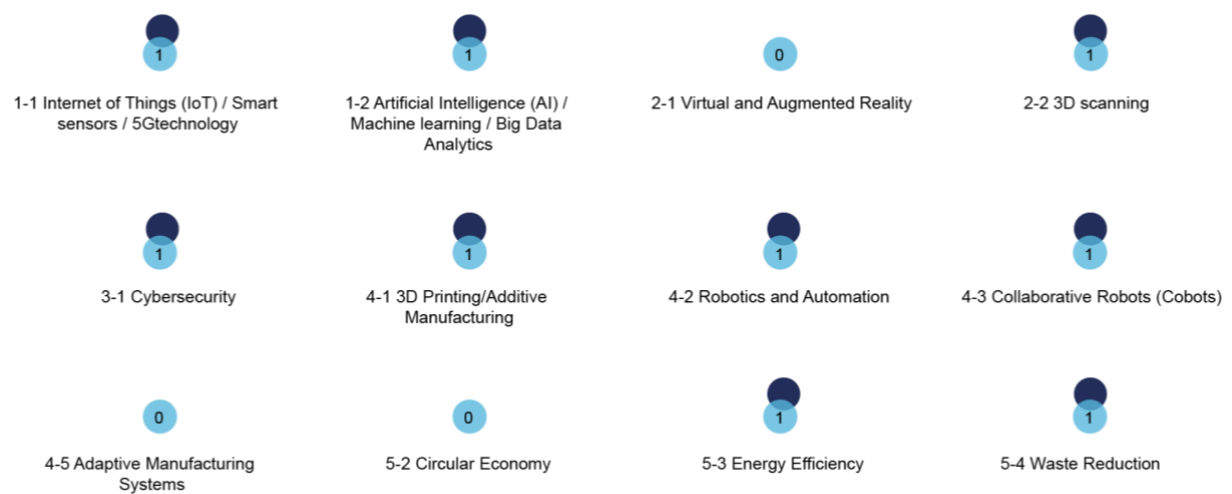 1
1
0
1
1-1 Internet of Things (IoT) / Smart
sensors / 5Gtechnology
1-2 Artificial Intelligence (AI) /
Machine learning / Big Data
Analytics
2-1 Virtual and Augmented Reality
2-2 3D scanning
1
1
1
1
3-1 Cybersecurity
4-1 3D Printing/Additive
Manufacturing
4-2 Robotics and Automation
4-3 Collaborative Robots (Cobots)
0
0
1
1
4-5 Adaptive Manufacturing
Systems
5-2 Circular Economy
5-3 Energy Efficiency
5-4 Waste Reduction